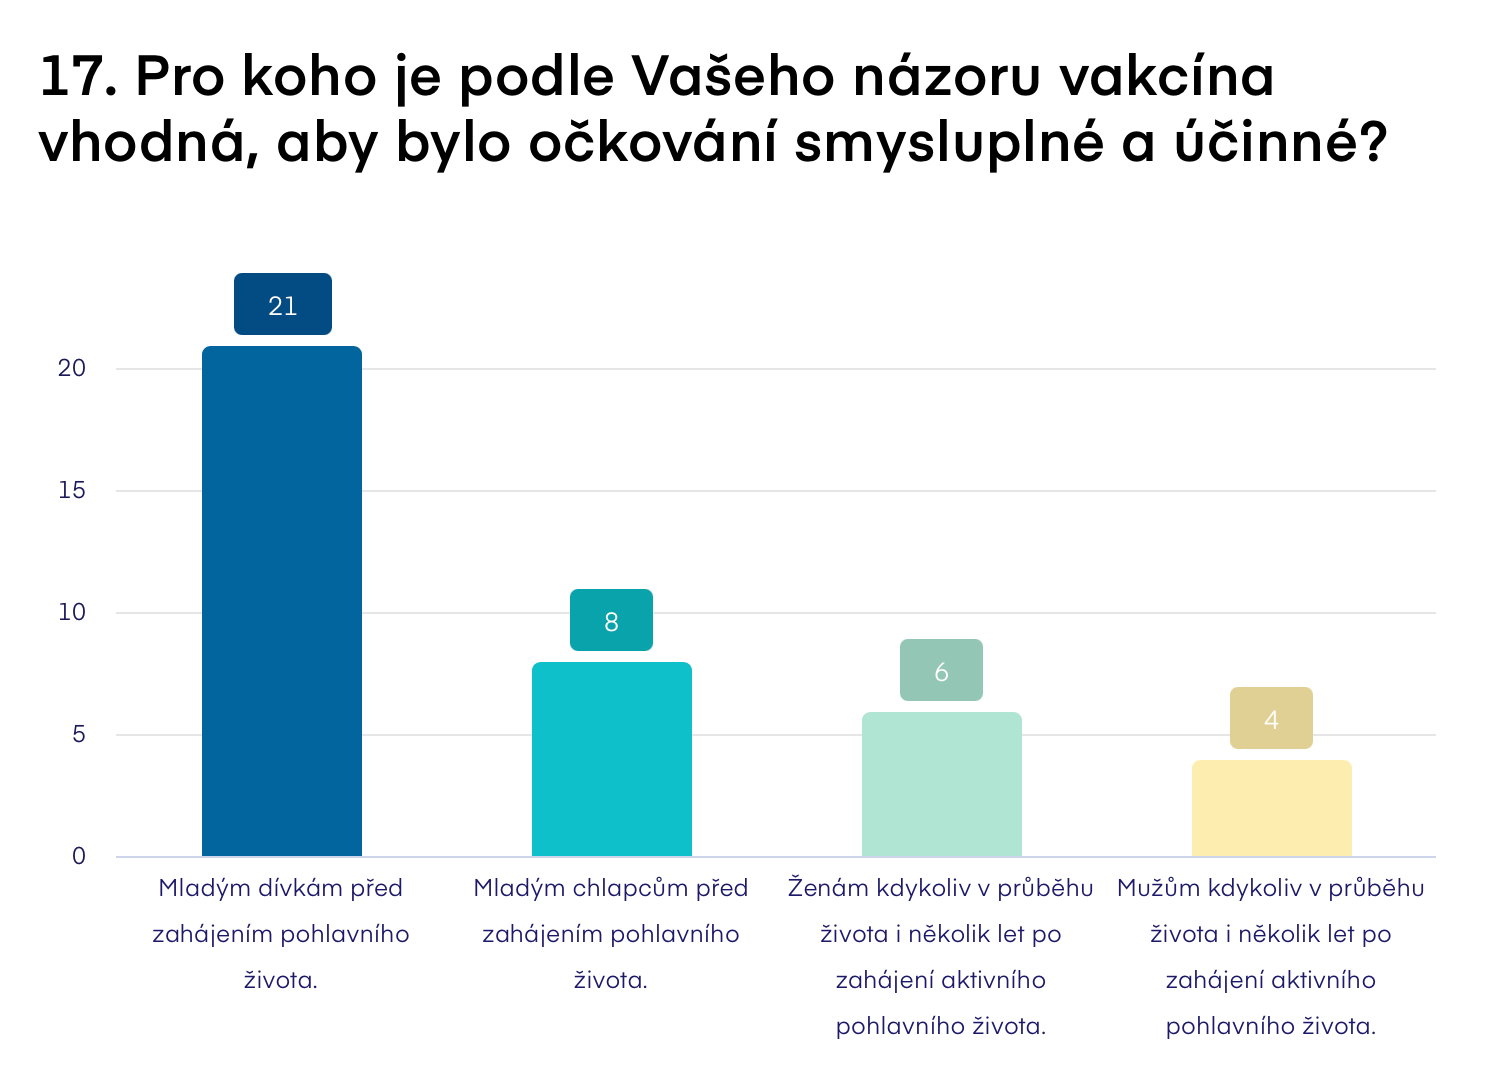 17. Pro koho je podle Vašeho názoru vakcína
vhodná, aby bylo očkování smysluplné a účinné?
21
20
15
10
8
6
4
5
0
Mladým dívkám před
zahájením pohlavního
života.
Mladým chlapcům před
zahájením pohlavního
života.
Ženám kdykoliv v průběhu
života i několik let po
zahájení aktivního
pohlavního života.
Mužům kdykoliv v průběhu
života i několik let po
zahájení aktivního
pohlavního života.